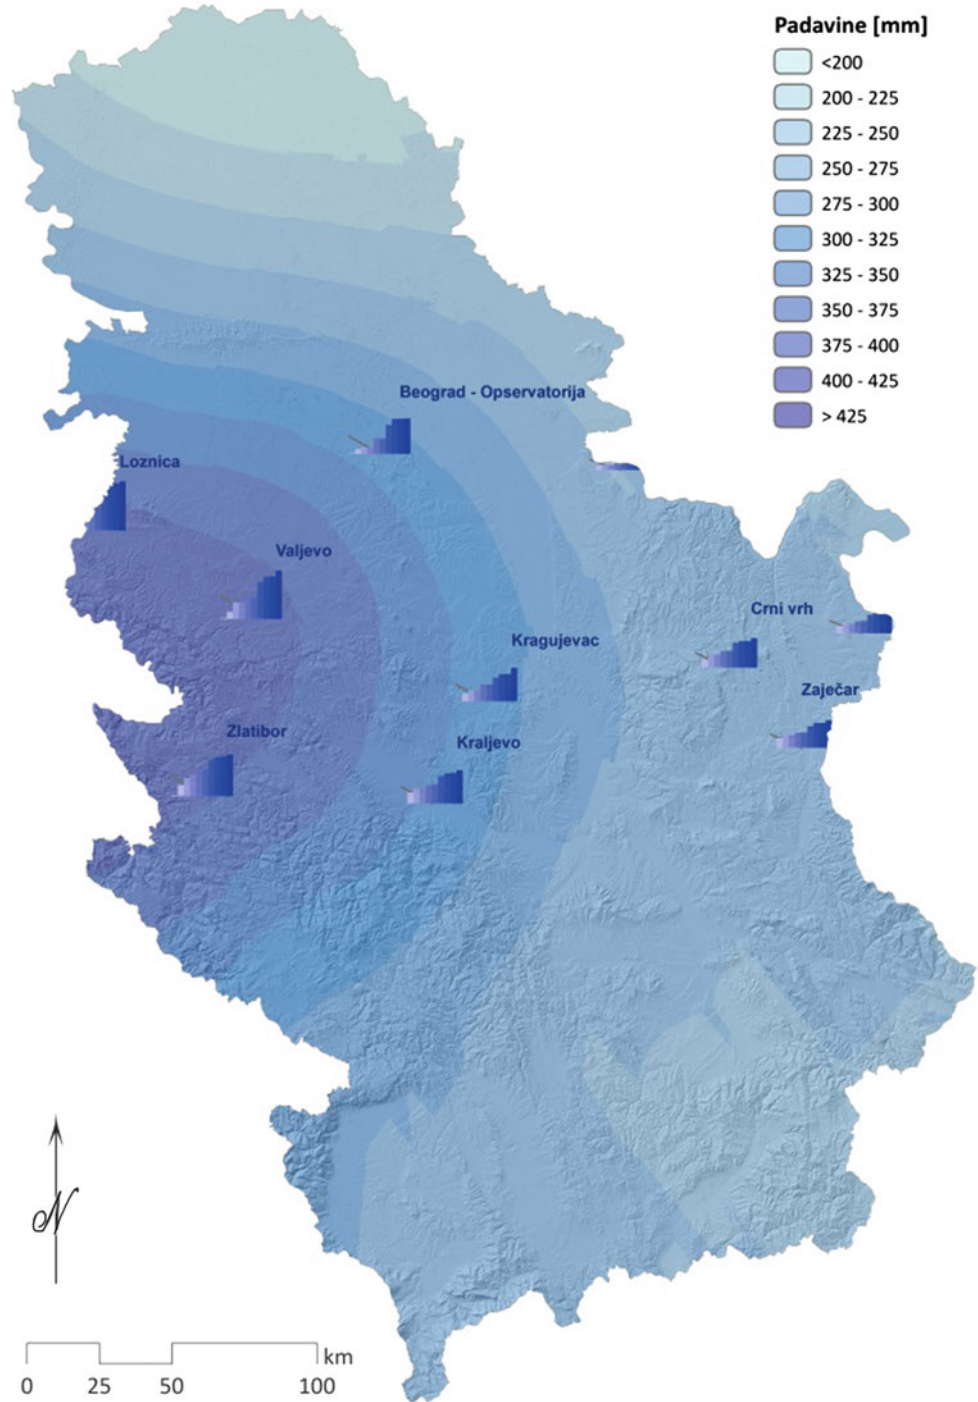 Padavine [mm]
<200
200 - 225
225 - 250
250 - 275
275 - 300
300 - 325
325 - 350
350 - 375
375 - 400
400 - 425
> 425
Beograd - Opservatorija
Loznica
Valjevo
Crni vrh
Kragujevac
Zaječar
Zlatibor
Kraljevo
N
km
0 25 50 100